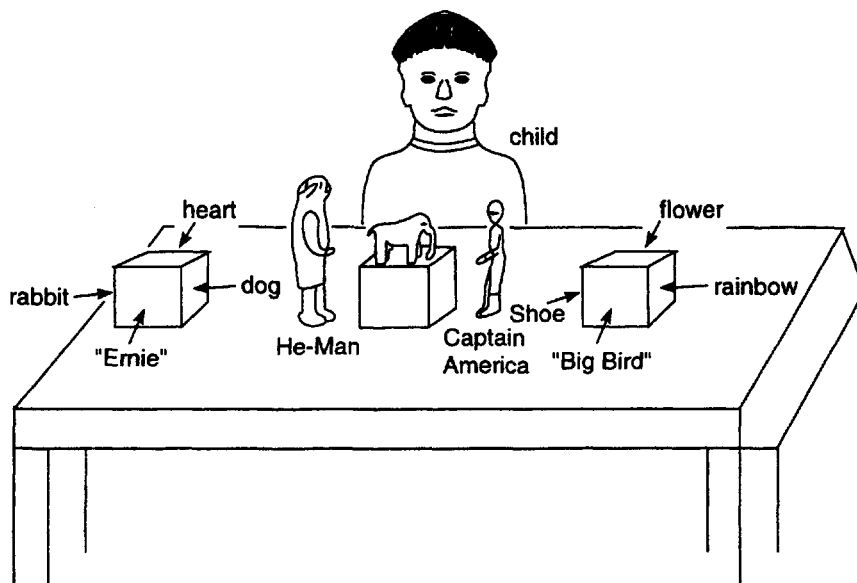 child
heart
flower
rabbit
dog
rainbow
Shoe
"Ernie"
He-Man
Captain
America
"Big Bird"